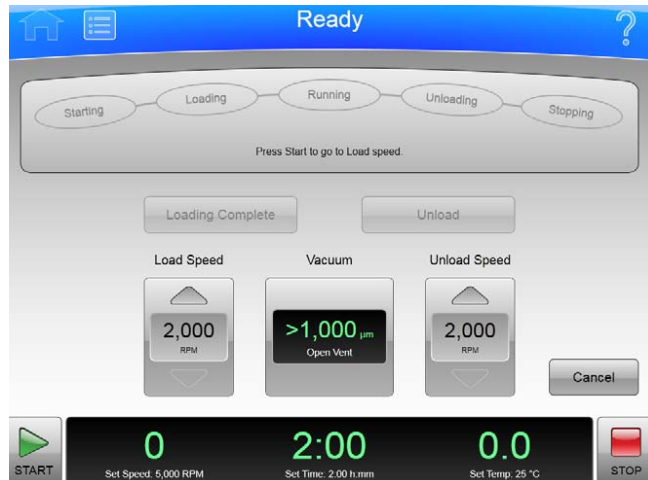 Ready
?
Starting
Loading
Running
Unloading
Stopping
Press Start to go to Load speed.
Loading Complete
Unload
Load Speed
Vacuum
Unload Speed
2,000
RPM
>1,000 µm
Open Vent
2,000
RPM
Cancel
START
0
Set Speed: 5,000 RPM
2:00
Set Time: 2.00 h:mm
0.0
Set Temp. 25 °C
STOP